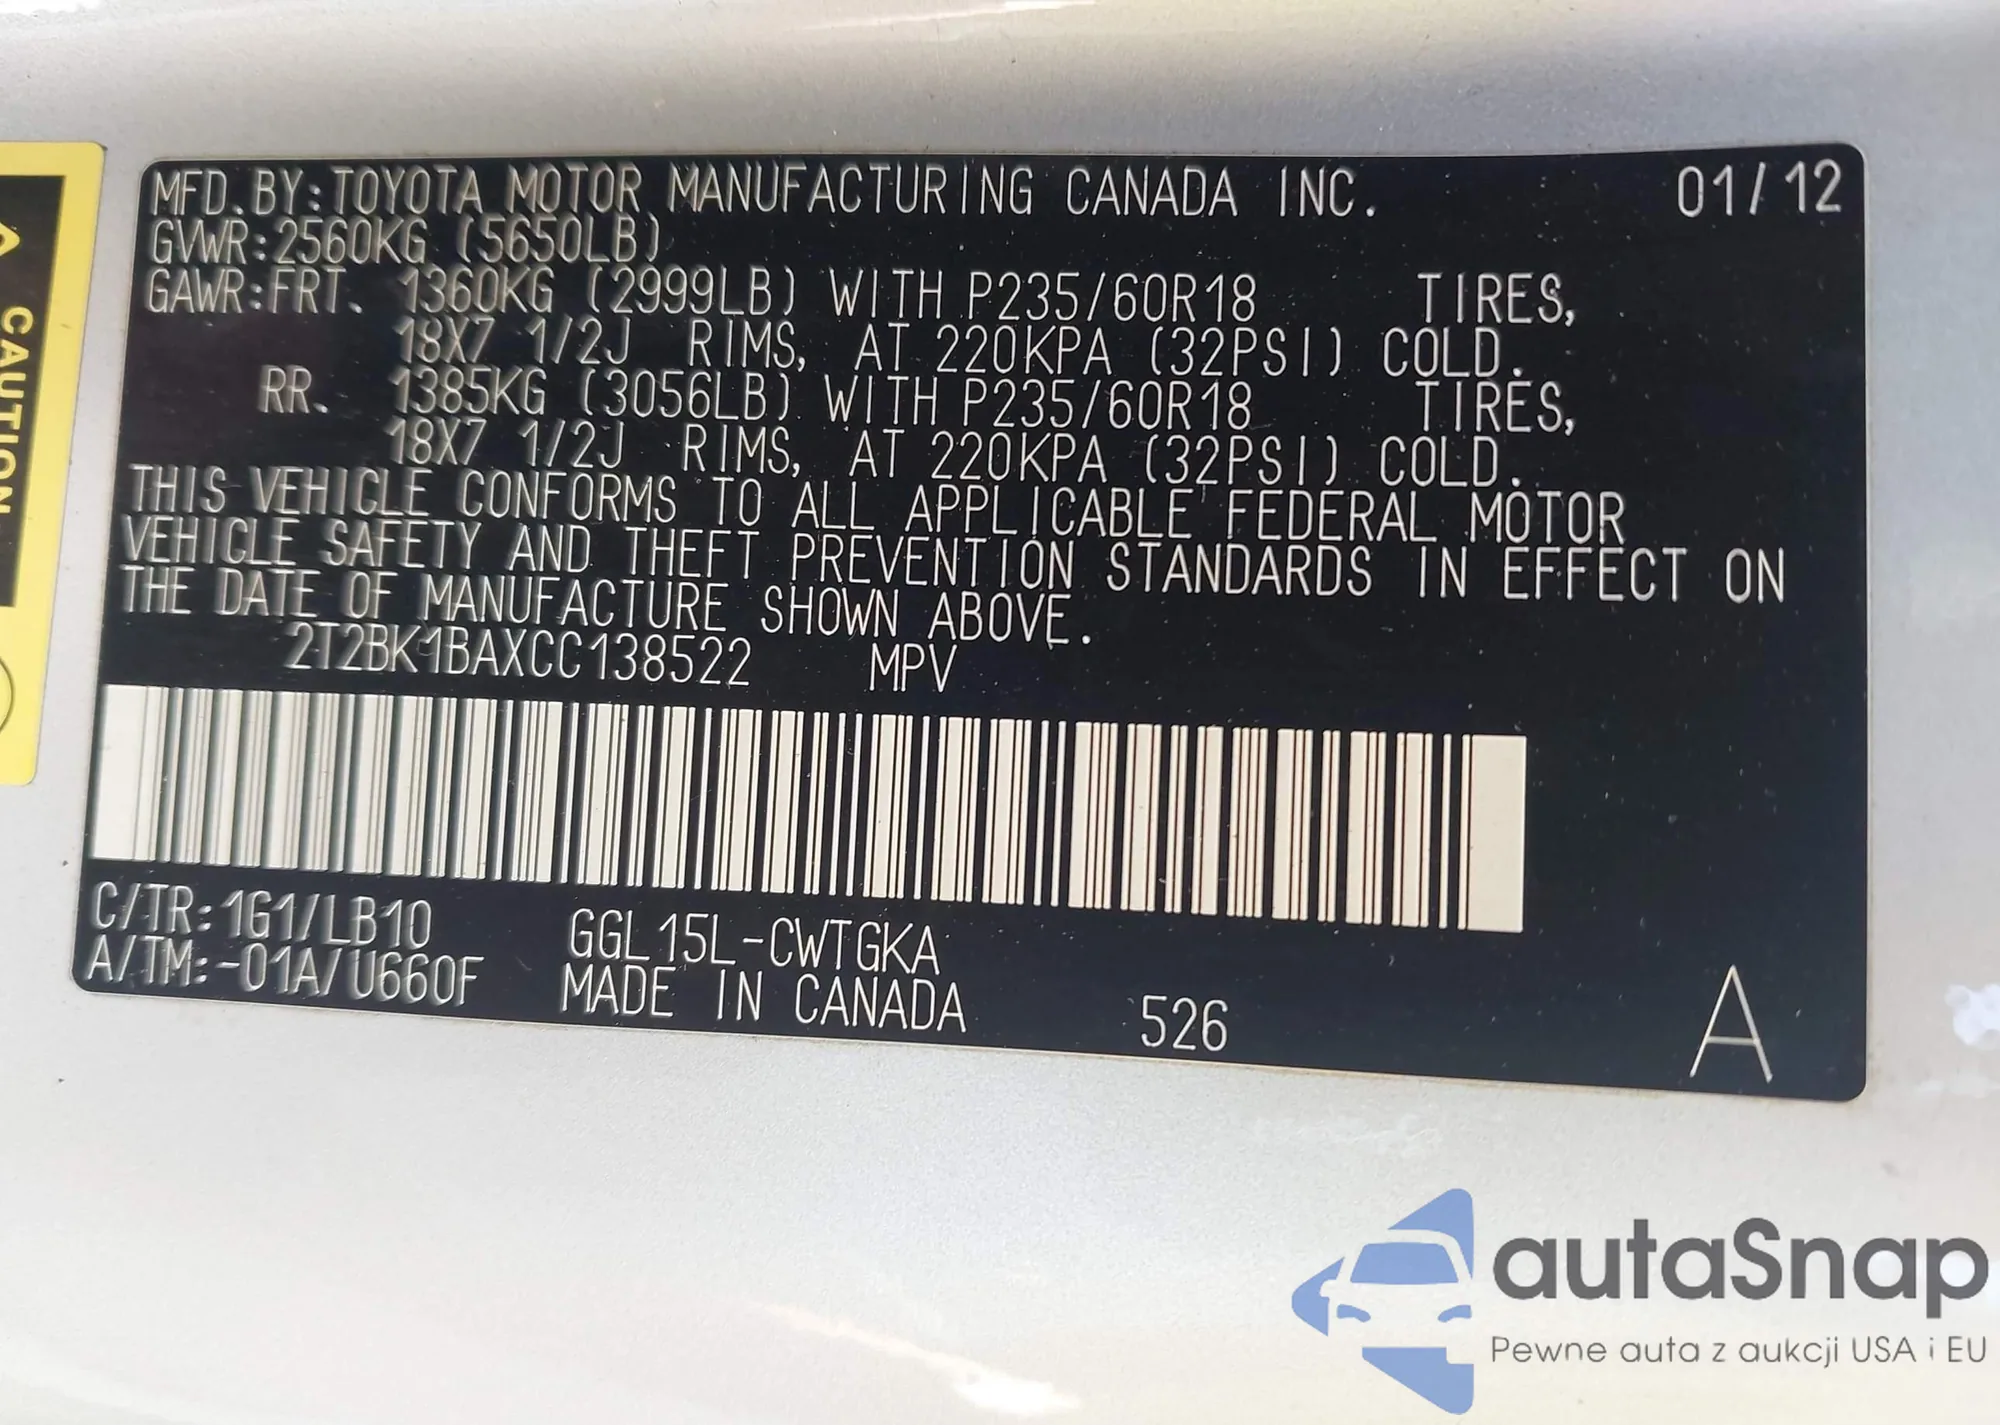 CAUTION
MFD. BY: TOYOTA MOTOR MANUFACTURING CANADA INC. 01/12
GVWR: 2560KG (5650LB)
GAWR: FRT. 1360KG (2999LB) WITH P235/60R18 TIRES,
18X7 1/2J RIMS, AT 220KPA (32PSI) COLD.
RR. 1385KG (3056LB) WITH P235/60R18 TIRES,
18X7 1/2J RIMS, AT 220KPA (32PSI) COLD.
THIS VEHICLE CONFORMS TO ALL APPLICABLE FEDERAL MOTOR
VEHICLE SAFETY AND THEFT PREVENTION STANDARDS IN EFFECT ON
THE DATE OF MANUFACTURE SHOWN ABOVE.
2T2BK1BAXCC138522 MPV
C/TR: 1G1/LB10 GGL15L-CWTGKA
A/TM: -01A/U660F MADE IN CANADA 526 A
autaSnap
Pewne auta z aukcji USA i EU